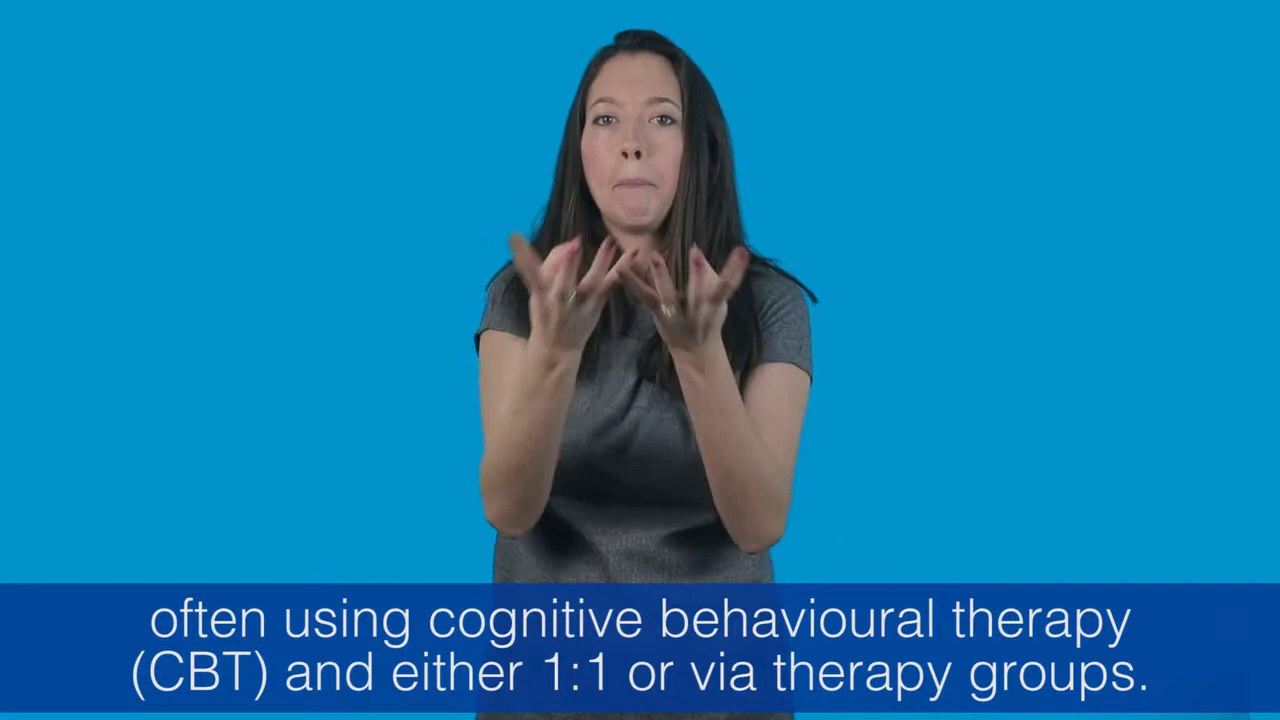 often using cognitive behavioural therapy
(CBT) and either 1:1 or via therapy groups.